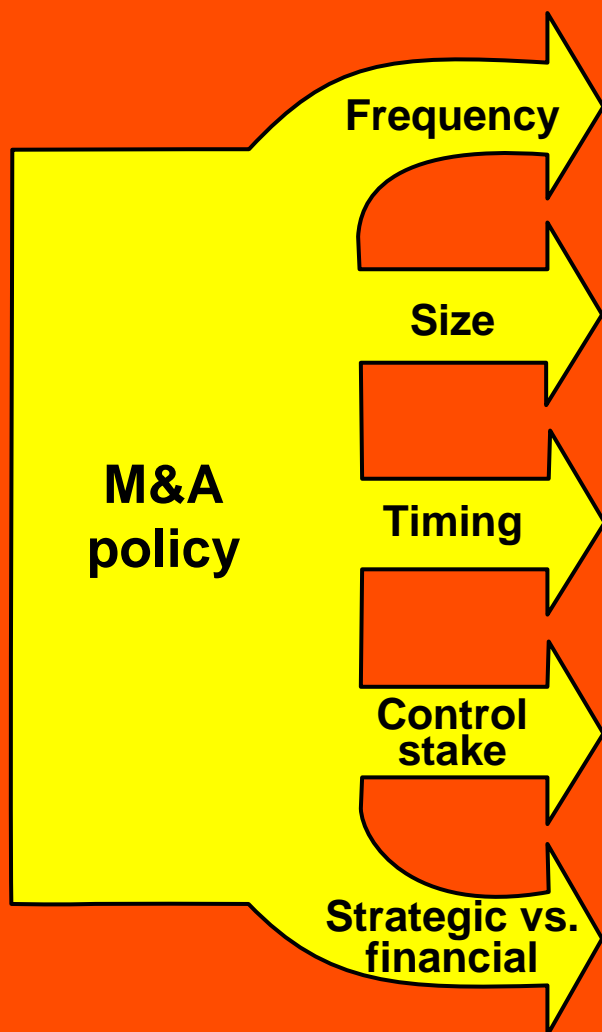 Frequency
Size
M&A
policy
Timing
Control
stake
Strategic vs.
financial